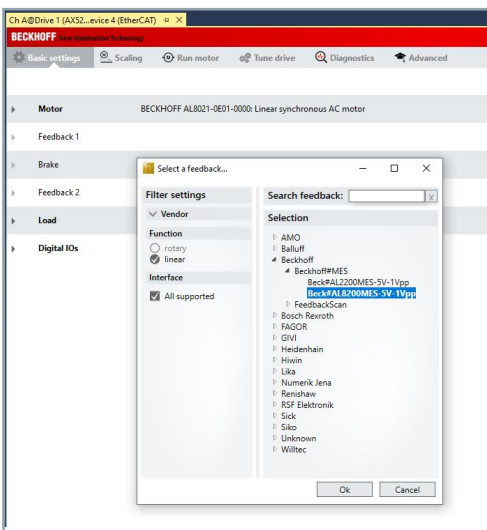 Ch A@Drive 1 (AX52...evice 4 (EtherCAT)
BECKHOFF New Automation Technology
Basic settings Scaling Run motor Tune drive Diagnostics Advanced
Motor BECKHOFF AL8021-0E01-0000: Linear synchronous AC motor
Feedback 1
Brake
Feedback 2
Load
Digital IOs
Select a feedback...
Filter settings
Vendor
Function
rotary
linear
Interface
All supported
Search feedback: x
Selection
AMO
Balluff
Beckhoff
Beckhoff#MES
Beck#AL2200MES-5V-1Vpp
Beck#AL8200MES-5V-1Vpp
FeedbackScan
Bosch Rexroth
FAGOR
GIVI
Heidenhain
Hiwin
Lika
Numerik Jena
Renishaw
RSF Elektronik
Sick
Siko
Unknown
Willtec
Ok Cancel